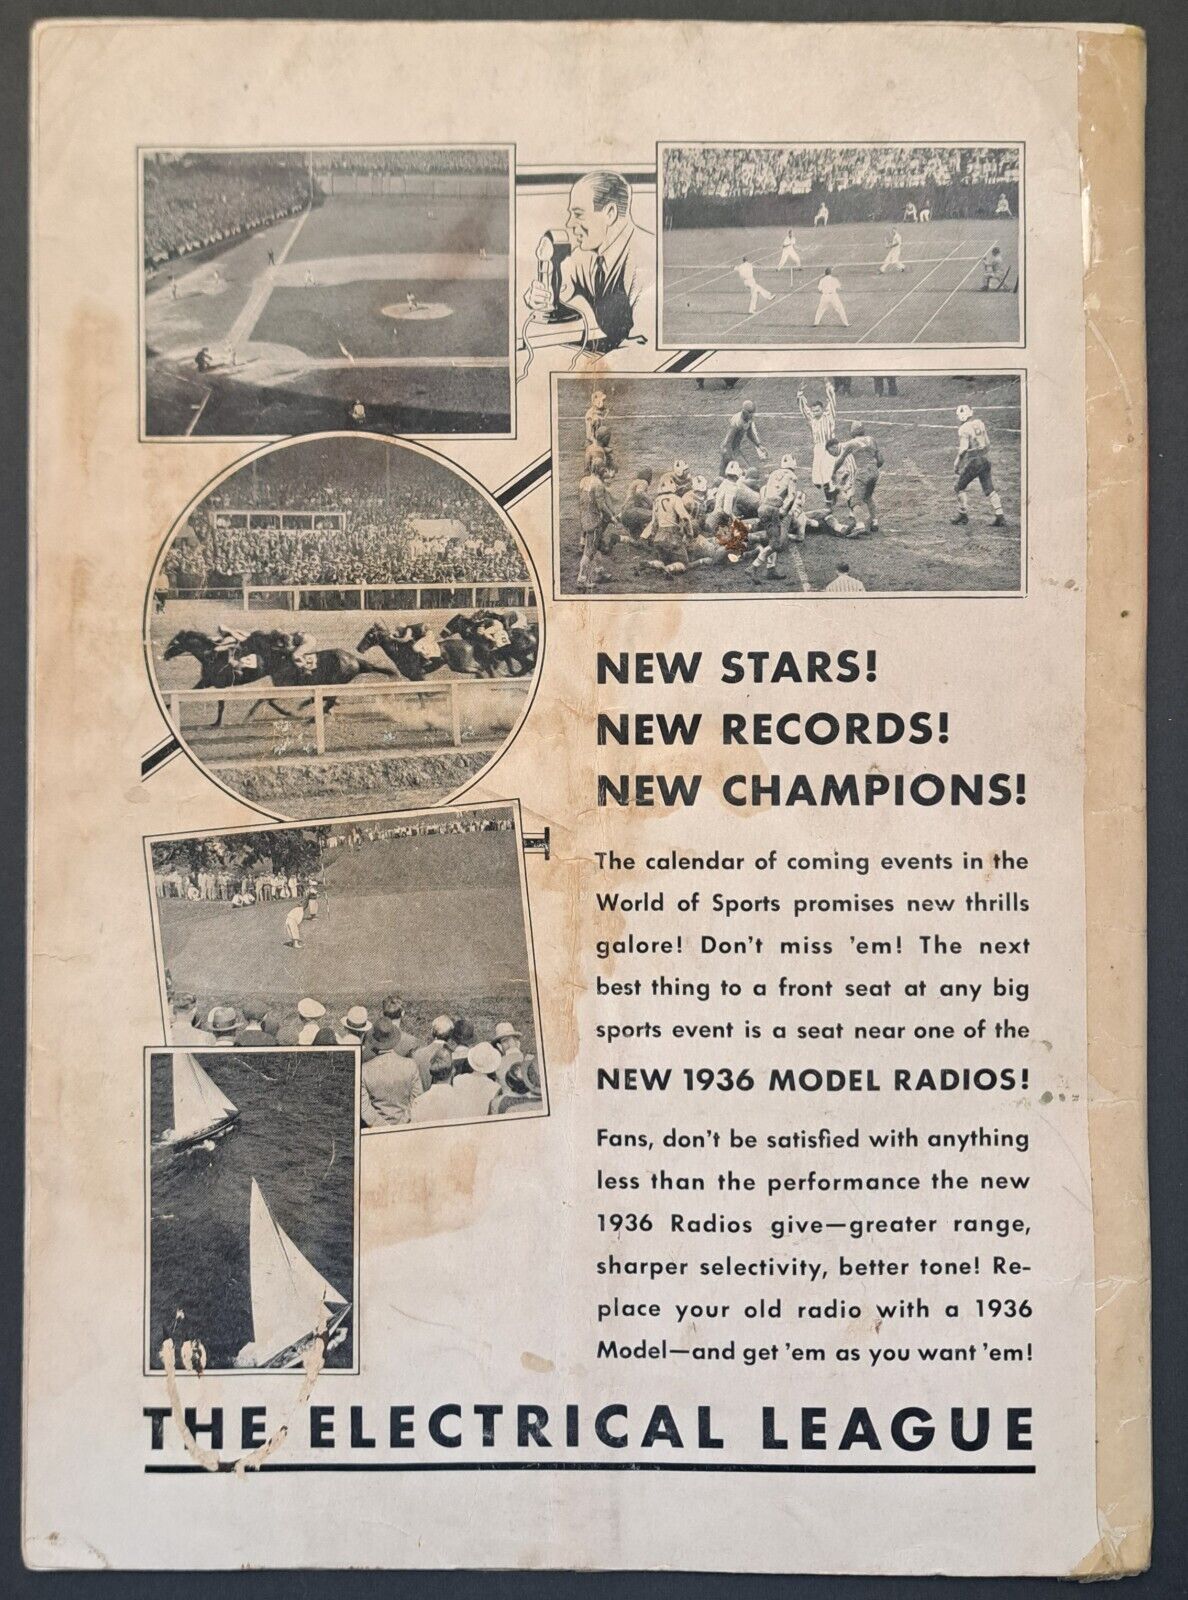 NEW STARS!
NEW RECORDS!
NEW CHAMPIONS!
The calendar of coming events in the
World of Sports promises new thrills
galore! Don't miss 'em! The next
best thing to a front seat at any big
sports event is a seat near one of the
NEW 1936 MODEL RADIOS!
Fans, don't be satisfied with anything
less than the performance the new
1936 Radios give—greater range,
sharper selectivity, better tone! Re-
place your old radio with a 1936
Model—and get 'em as you want 'em!
THE ELECTRICAL LEAGUE